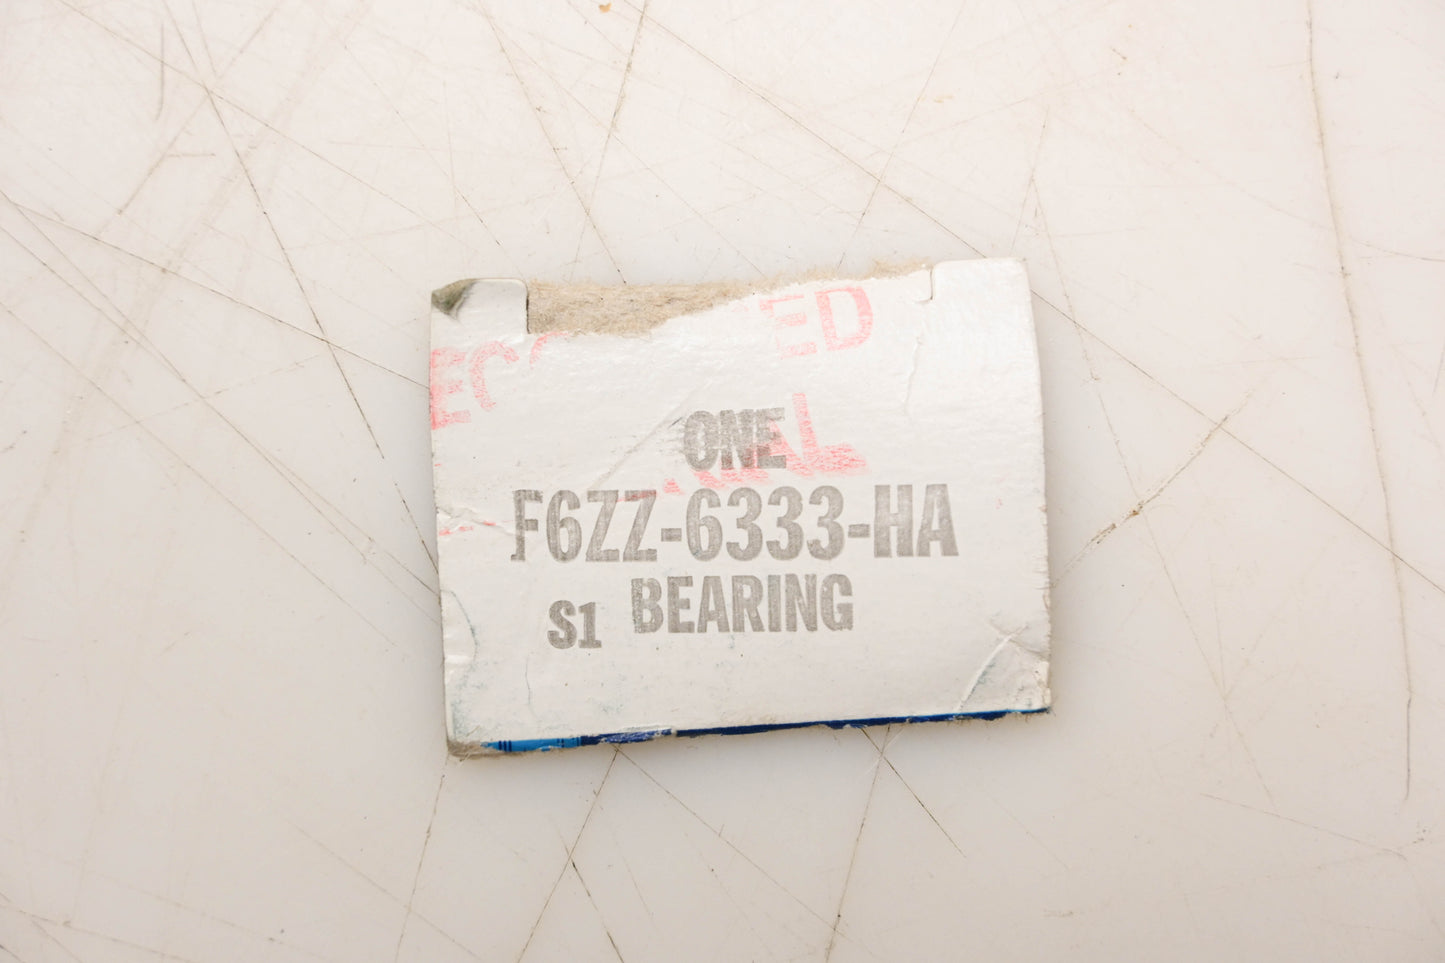 ONE
F6ZZ-6333-HA
S1 BEARING